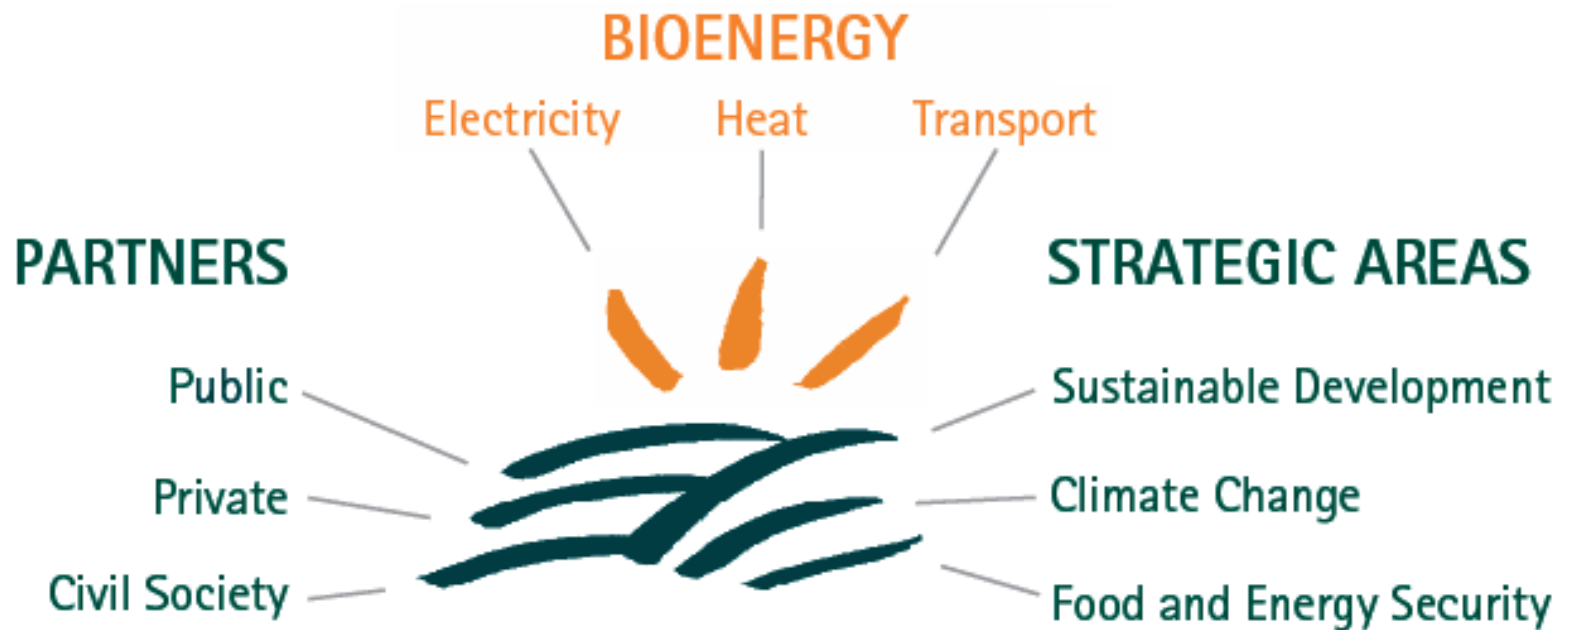 BIOENERGY
Electricity Heat Transport
PARTNERS
Public
Private
Civil Society
STRATEGIC AREAS
Sustainable Development
Climate Change
Food and Energy Security